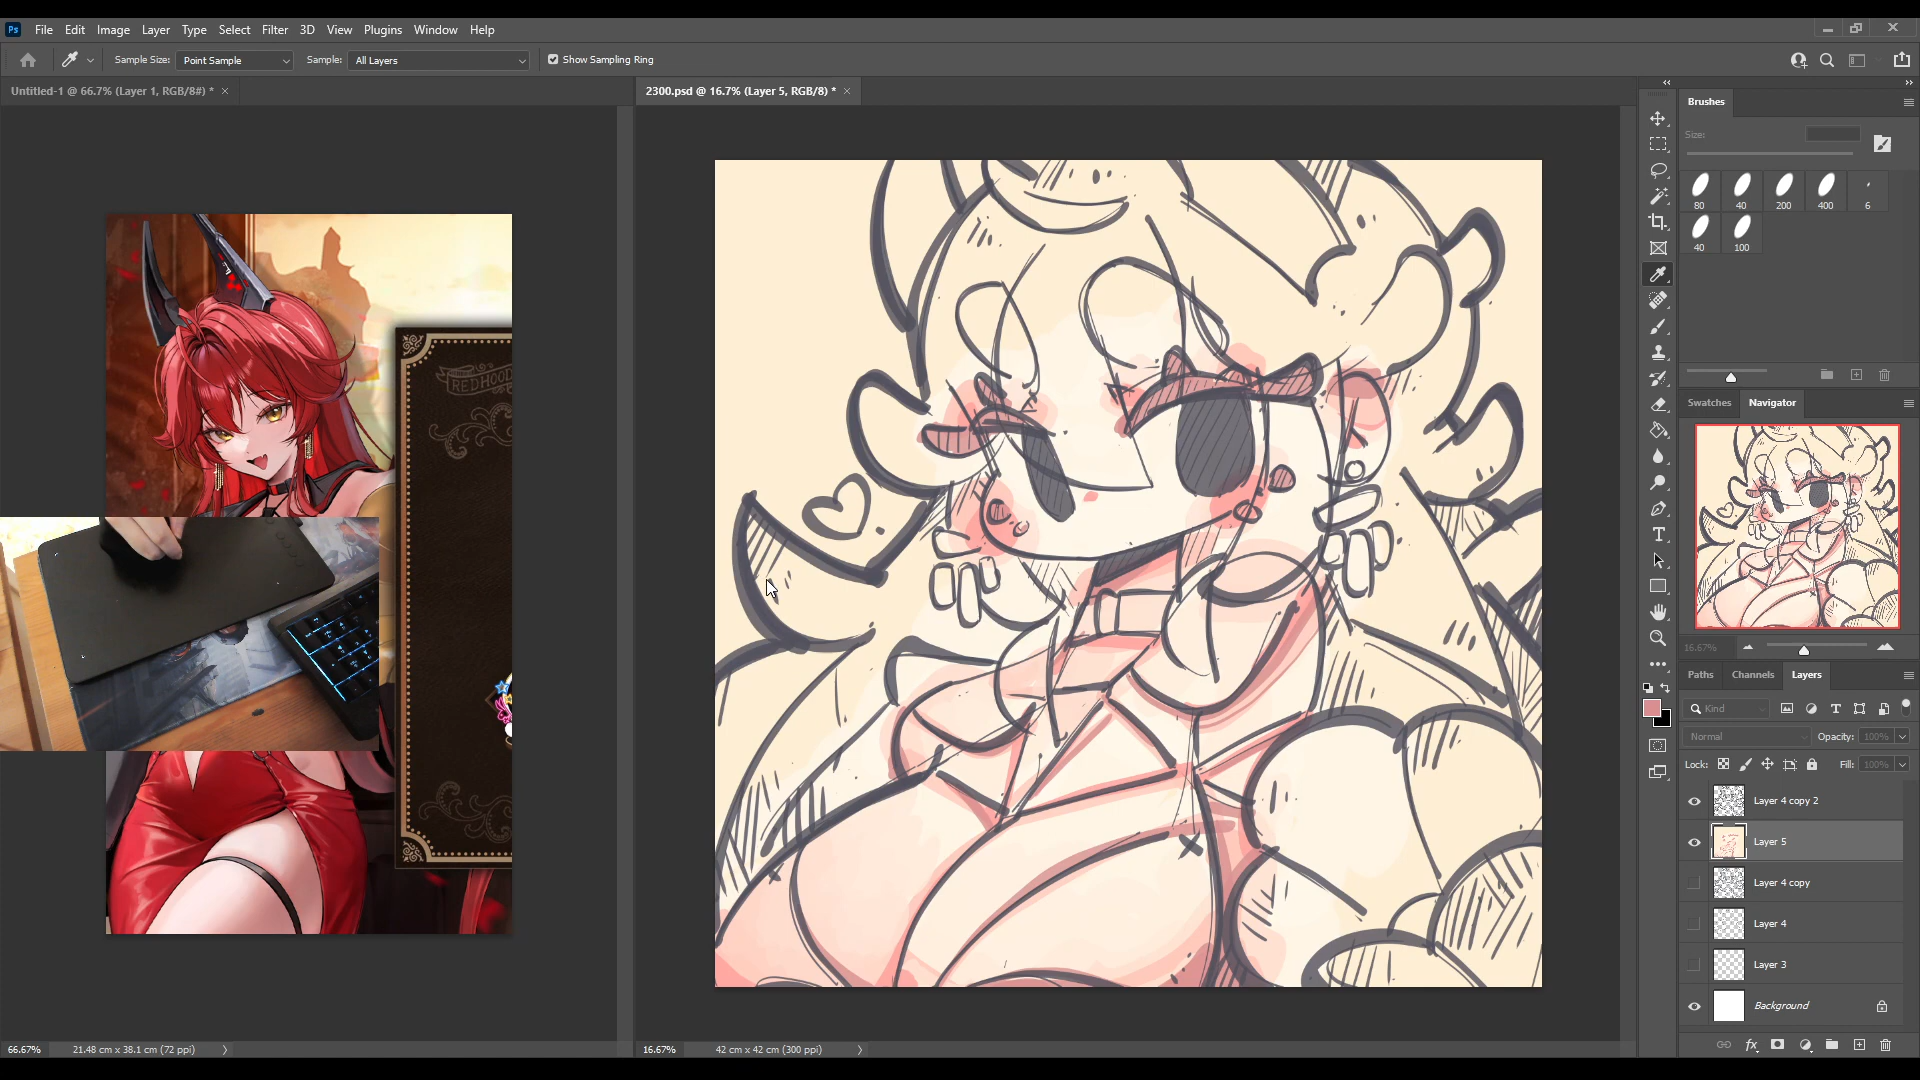 Ps File Edit Image Layer Type Select Filter 3D View Plugins Window Help
Sample Size: Point Sample Sample: All Layers Show Sampling Ring
Untitled-1 @ 66.7% (Layer 1, RGB/8#) * ×
2300.psd @ 16.7% (Layer 5, RGB/8) * ×
REDHOOD
66.67% 21.48 cm x 38.1 cm (72 ppi)
16.67% 42 cm x 42 cm (300 ppi)
Brushes
Size:
80 40 200 400 6
40 100
Swatches Navigator
16.67%
Paths Channels Layers
Kind
Normal Opacity: 100%
Lock: Fill: 100%
Layer 4 copy 2
Layer 5
Layer 4 copy
Layer 4
Layer 3
Background